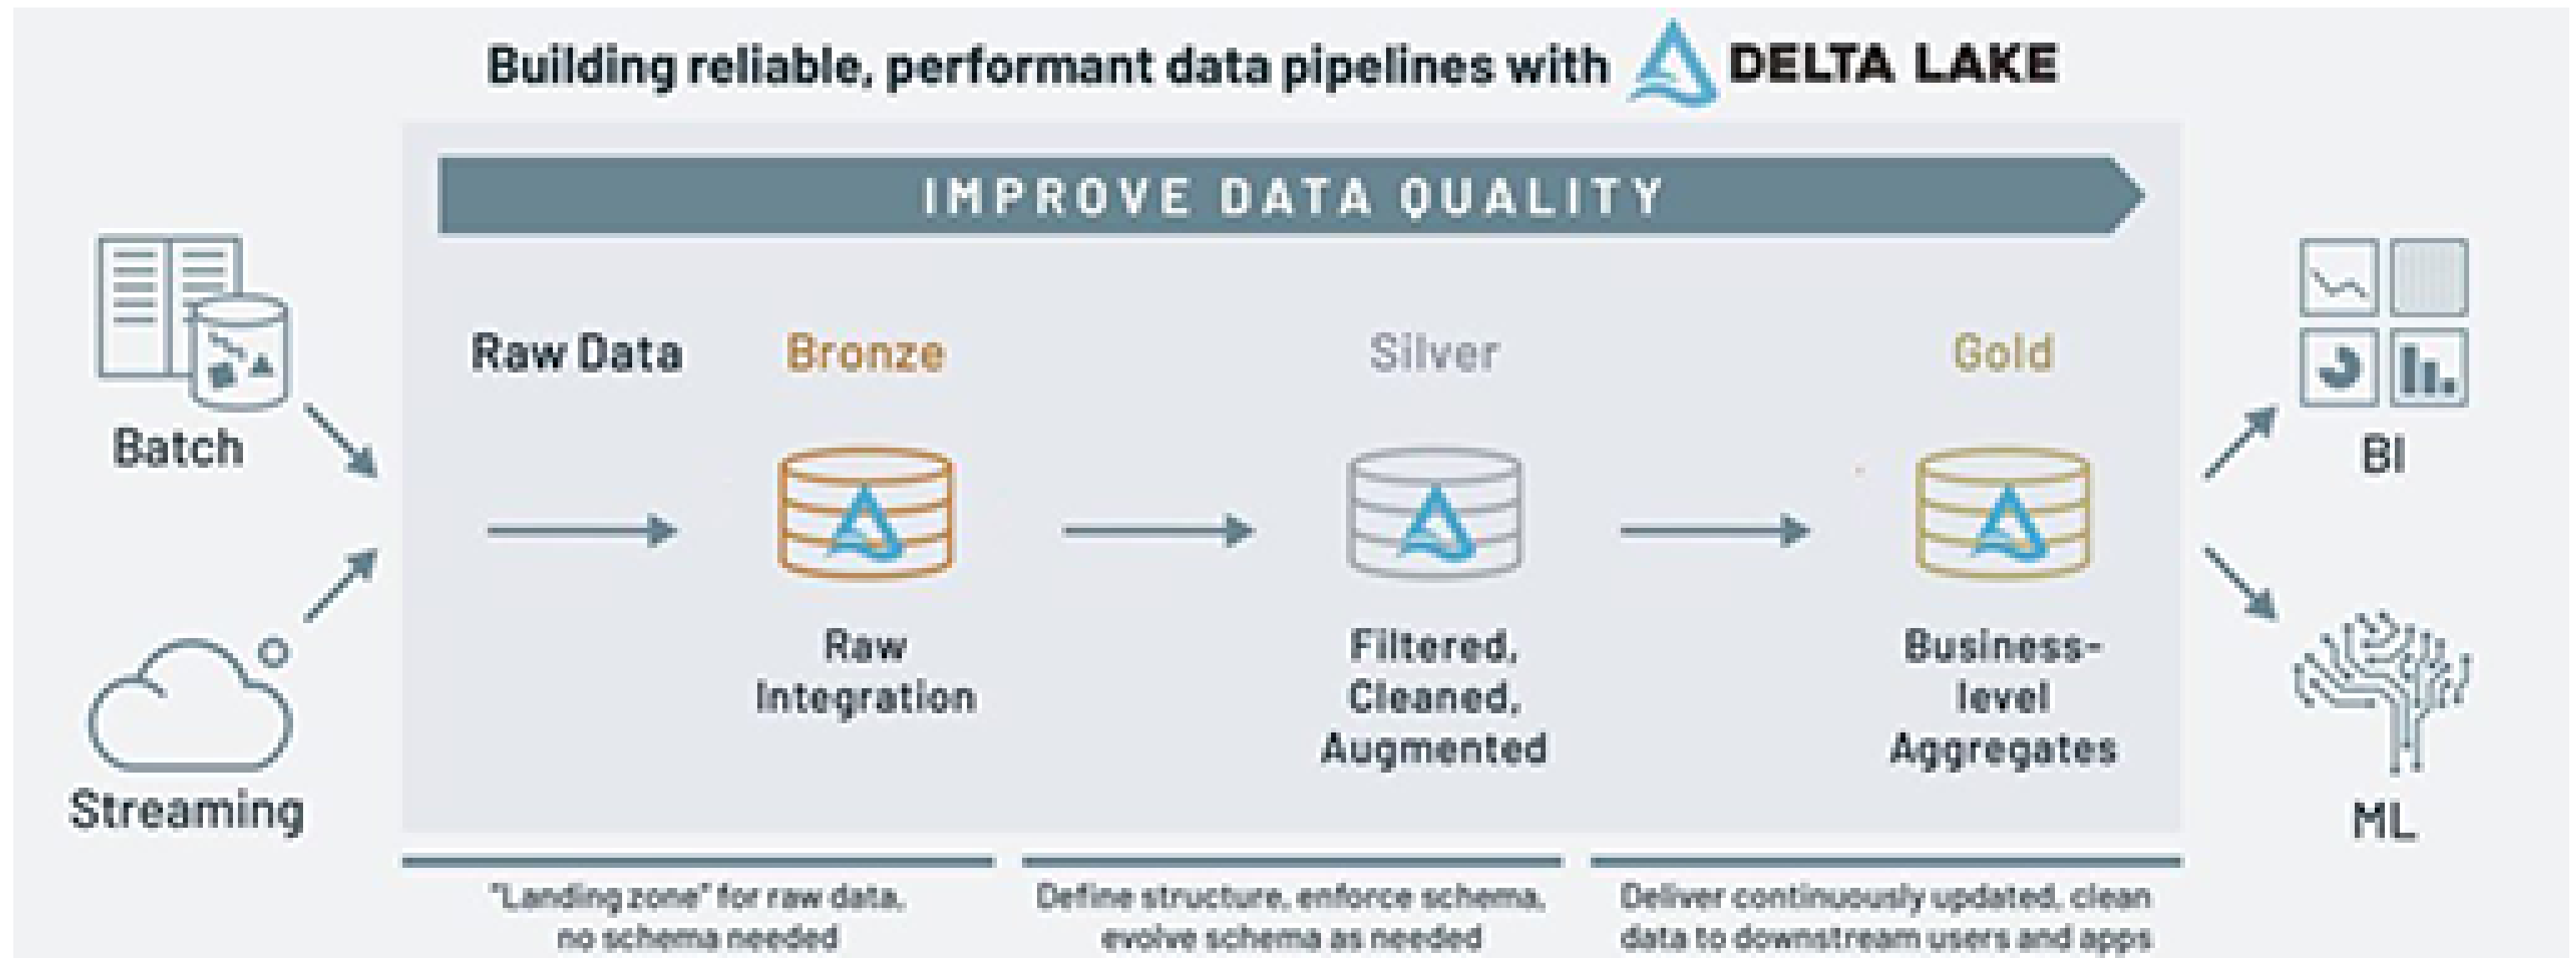 Building reliable, performant data pipelines with DELTA LAKE
IMPROVE DATA QUALITY
Raw Data
Bronze
Silver
Gold
Batch
BI
Raw
Integration
Filtered,
Cleaned,
Augmented
Business-
level
Aggregates
Streaming
ML
"Landing zone" for raw data,
no schema needed
Define structure, enforce schema,
evolve schema as needed
Deliver continuously updated, clean
data to downstream users and apps